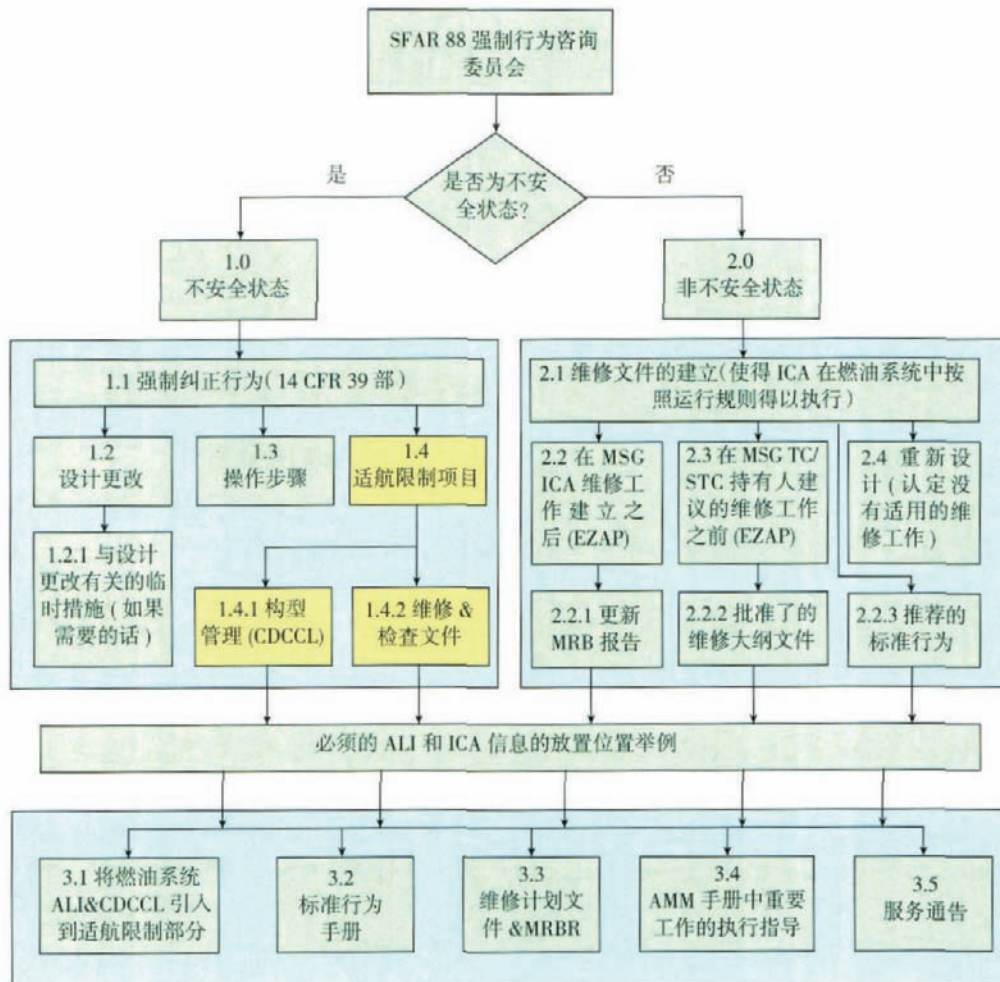 SFAR 88 强制行为咨询
委员会
是
是否为不安
全状态?
否
1.0
不安全状态
2.0
非不安全状态
1.1 强制纠正行为(14 CFR 39 部)
2.1 维修文件的建立(使得 ICA 在燃油系统中按
照运行规则得以执行)
1.2
设计更改
1.3
操作步骤
1.4
适航限制项目
2.2 在 MSG
ICA 维修工
作建立之
后 (EZAP)
2.3 在 MSG TC/
STC 持有人建
议的维修工作
之前 (EZAP)
2.4 重新设
计(认定没
有适用的维
修工作)
1.2.1 与设计
更改有关的临
时措施(如果
需要的话)
1.4.1 构型
管理 (CDCCL)
1.4.2 维修 &
检查文件
2.2.1 更新
MRB 报告
2.2.2 批准了的
维修大纲文件
2.2.3 推荐的
标准行为
必须的 ALI 和 ICA 信息的放置位置举例
3.1 将燃油系统
ALI&CDCCL 引入
到适航限制部分
3.2
标准行为
手册
3.3
维修计划文
件 &MRBR
3.4
AMM 手册中重要
工作的执行指导
3.5
服务通告